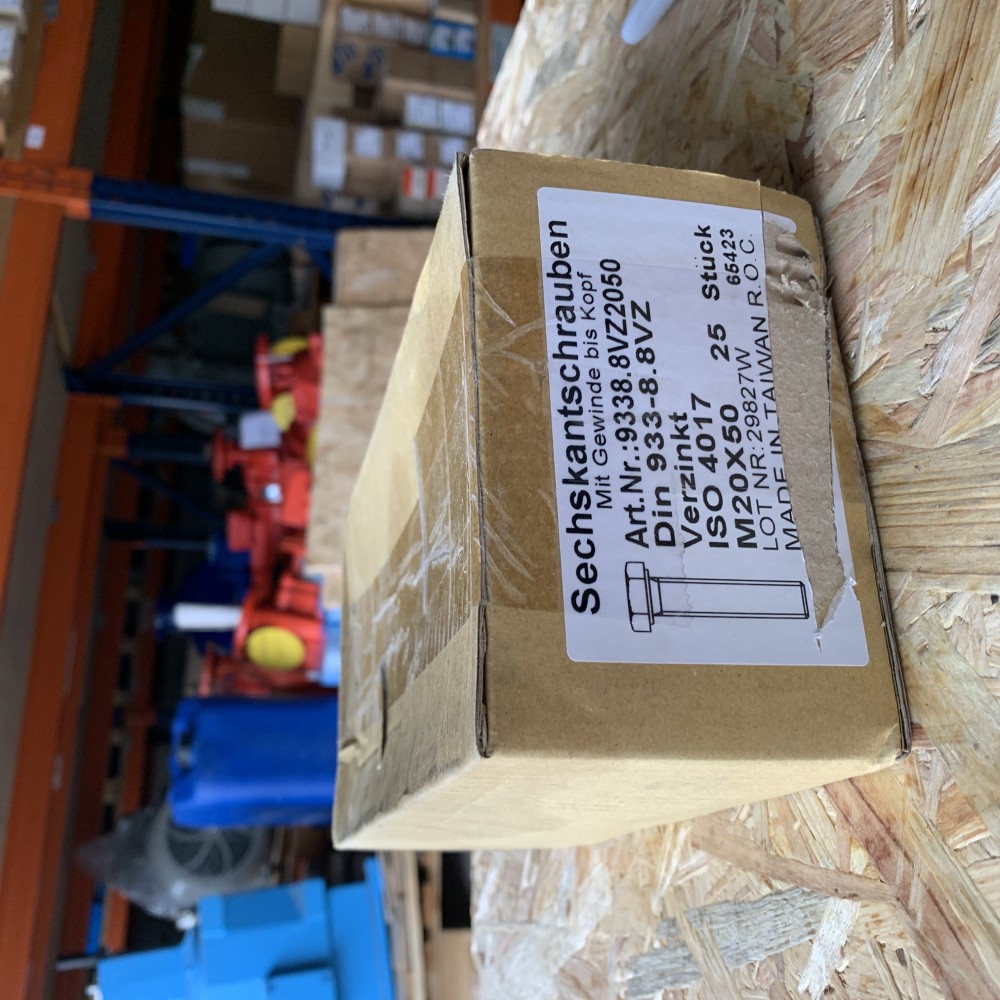 Sechskantschrauben
Mit Gewinde bis Kopf
Art.Nr.:9338.8VZ2050
Din 933-8.8VZ
Verzinkt
ISO 4017 25 Stück
M20X50 65423
LOT NR:29827W
MADE IN TAIWAN R.O.C.